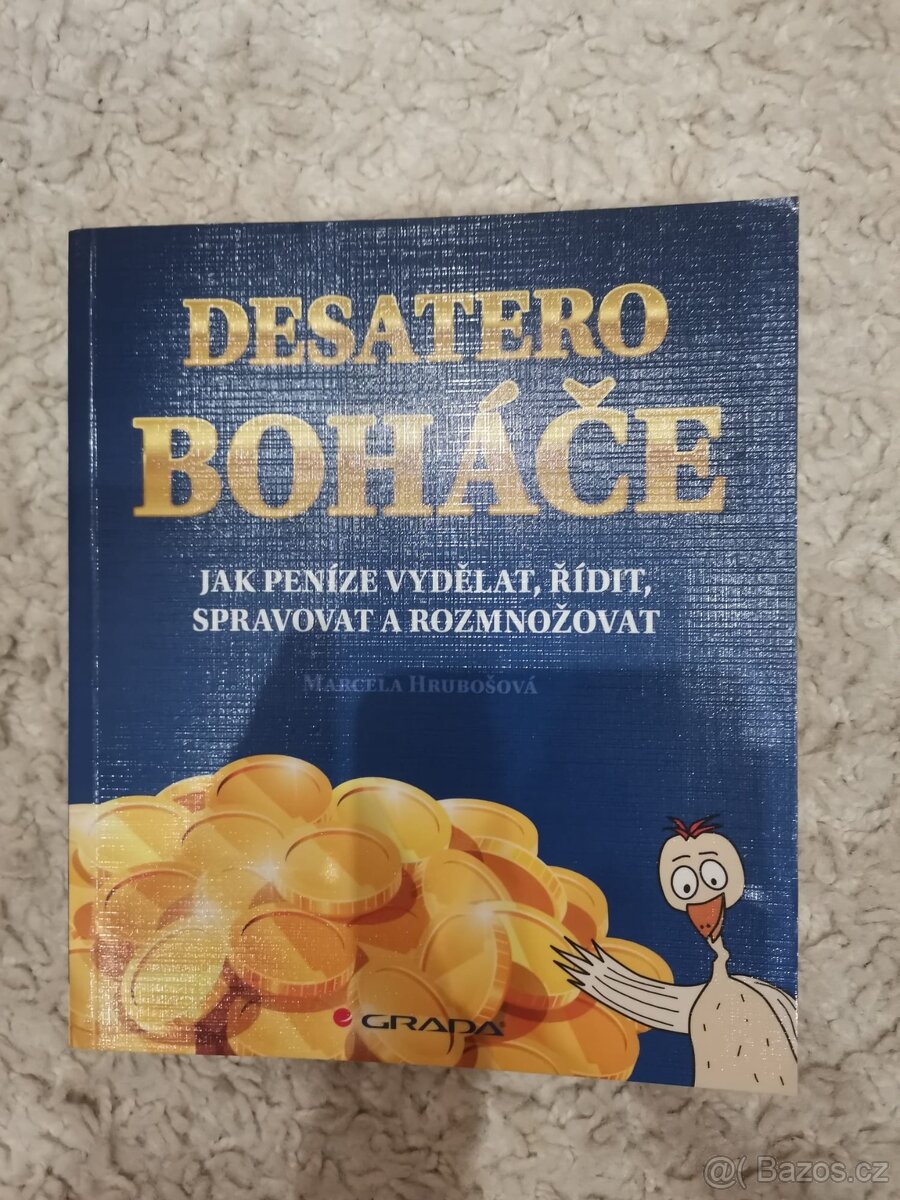 DESATERO
BOHÁČE
JAK PENÍZE VYDĚLAT, ŘÍDIT,
SPRAVOVAT A ROZMNOŽOVAT
MARCELA HRUBOŠOVÁ
GRADA®
@( Bazos.cz